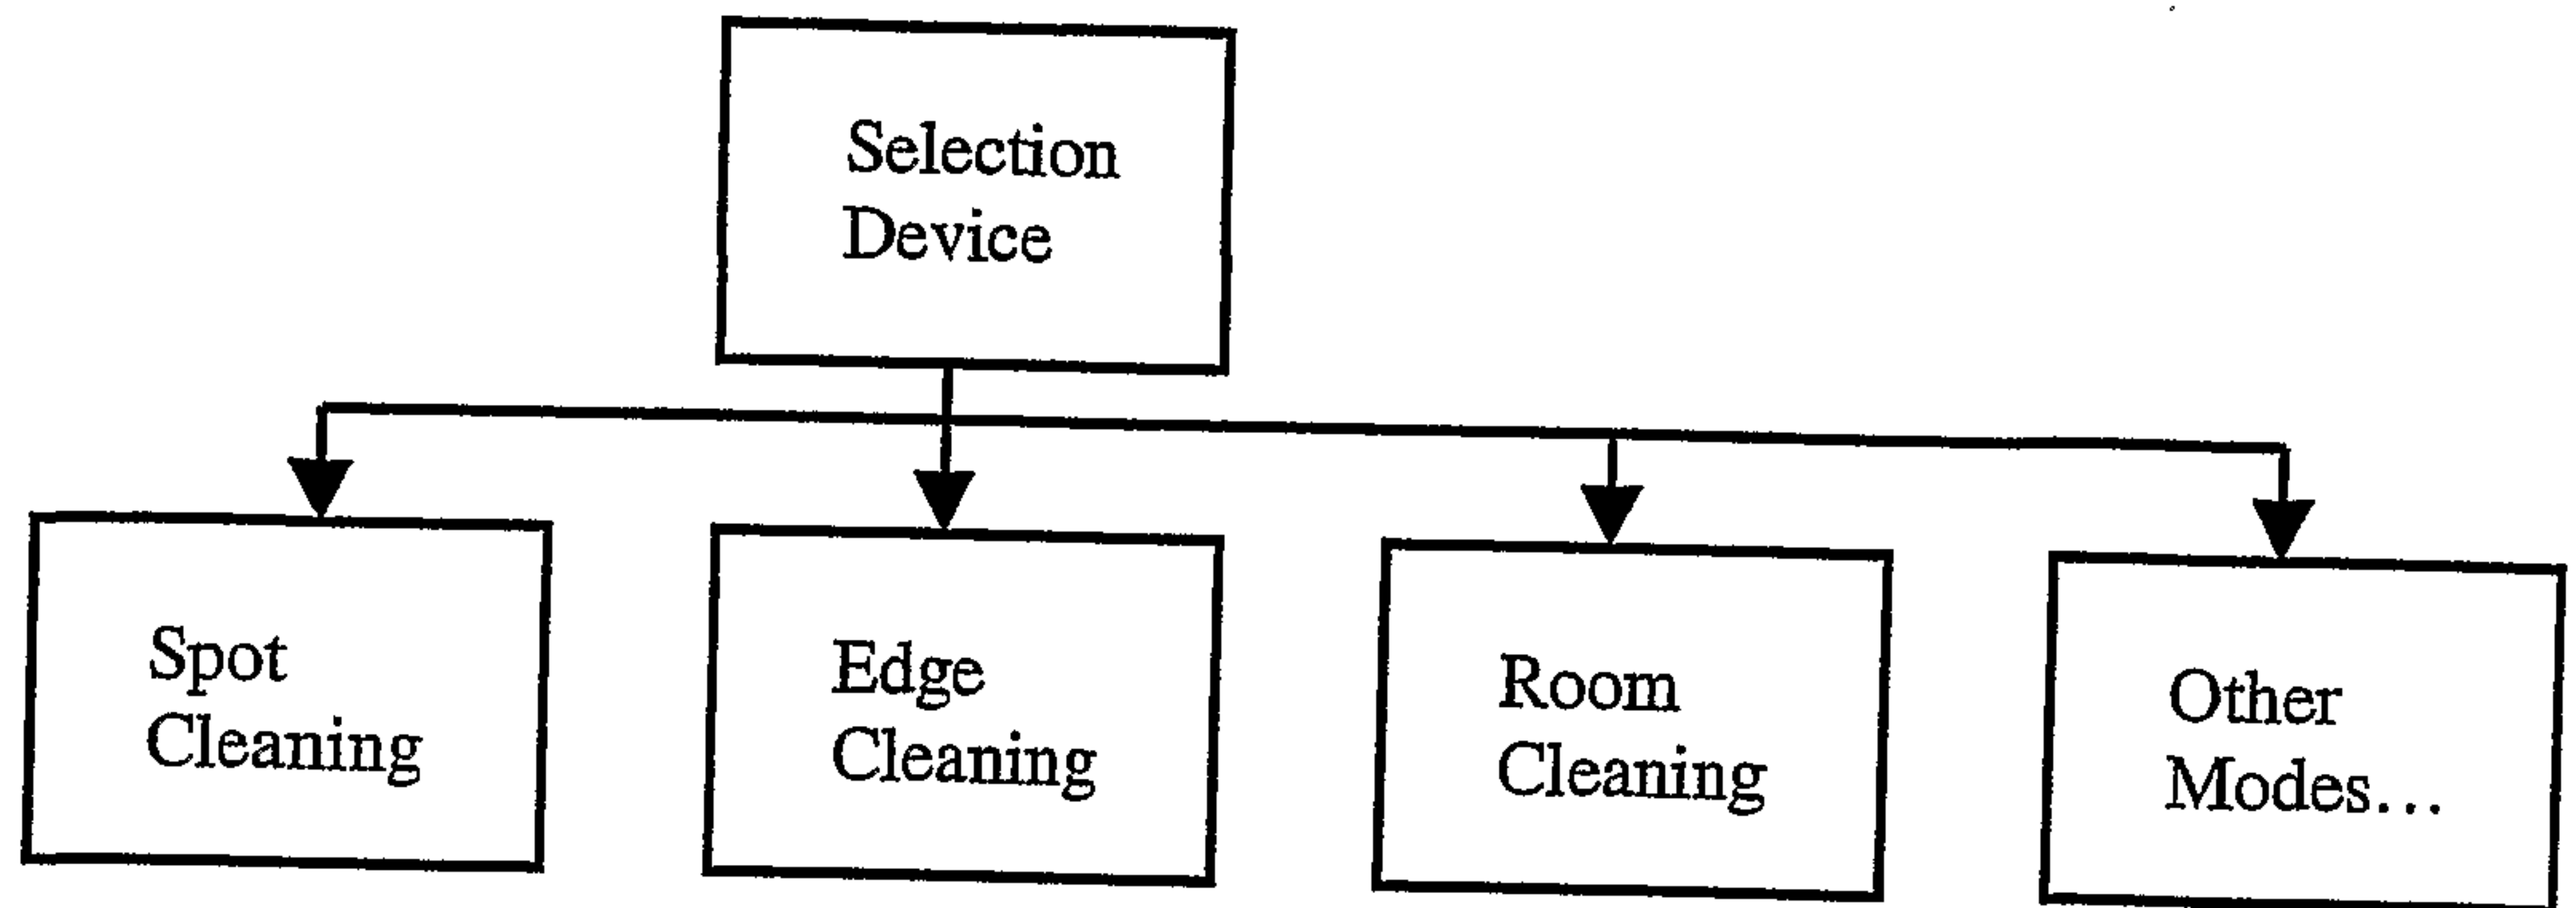 Selection
Device
Spot
Cleaning
Edge
Cleaning
Room
Cleaning
Other
Modes...